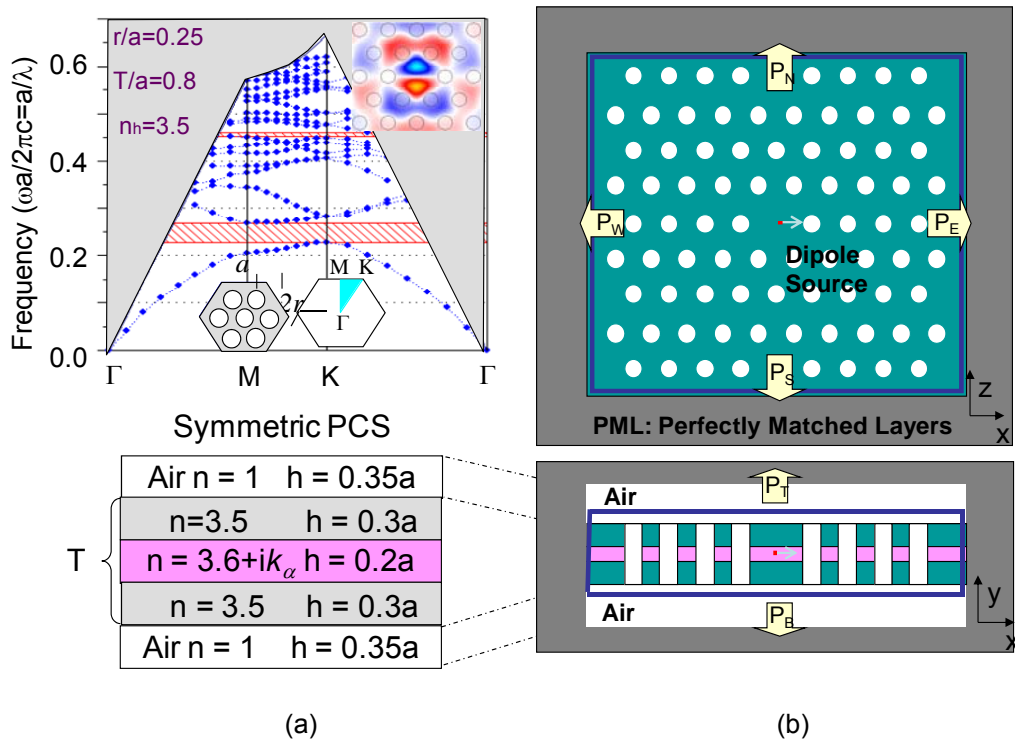 r/a=0.25
T/a=0.8
nh=3.5
Frequency (ωa/2πc=a/λ)
0.6
0.4
0.2
0.0
a
2r
M K
Γ
Γ M K Γ
Symmetric PCS
Air n = 1 h = 0.35a
n=3.5 h = 0.3a
T
n = 3.6+ikα h = 0.2a
n = 3.5 h = 0.3a
Air n = 1 h = 0.35a
(a)
PN
PW
PE
Dipole
Source
PS
z
x
PML: Perfectly Matched Layers
PT
Air
y
Air
PB
x
(b)